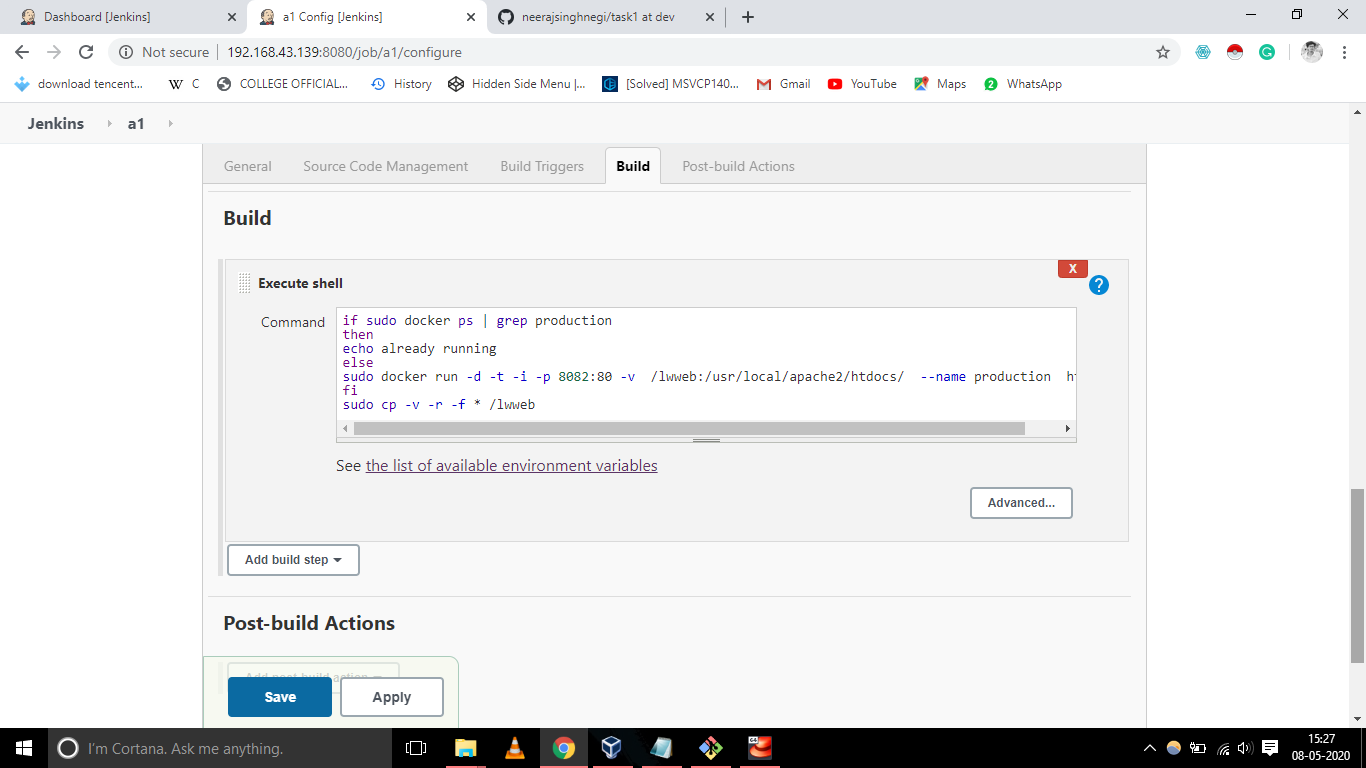 Dashboard [Jenkins]
a1 Config [Jenkins]
neerajsinghnegi/task1 at dev
Not secure
192.168.43.139:8080/job/a1/configure
download tencent...
W C
COLLEGE OFFICIAL...
History
Hidden Side Menu |...
[Solved] MSVCP140...
Gmail
YouTube
Maps
2
WhatsApp
Jenkins
a1
General
Source Code Management
Build Triggers
Build
Post-build Actions
Build
X
Execute shell
?
Command
if sudo docker ps | grep production
then
echo already running
else
sudo docker run -d -t -i -p 8082:80 -v  /lwweb:/usr/local/apache2/htdocs/  --name production  ht
fi
sudo cp -v -r -f * /lwweb
See the list of available environment variables
Advanced...
Add build step
Post-build Actions
Add post-build action
Save
Apply
I'm Cortana. Ask me anything.
15:27
08-05-2020